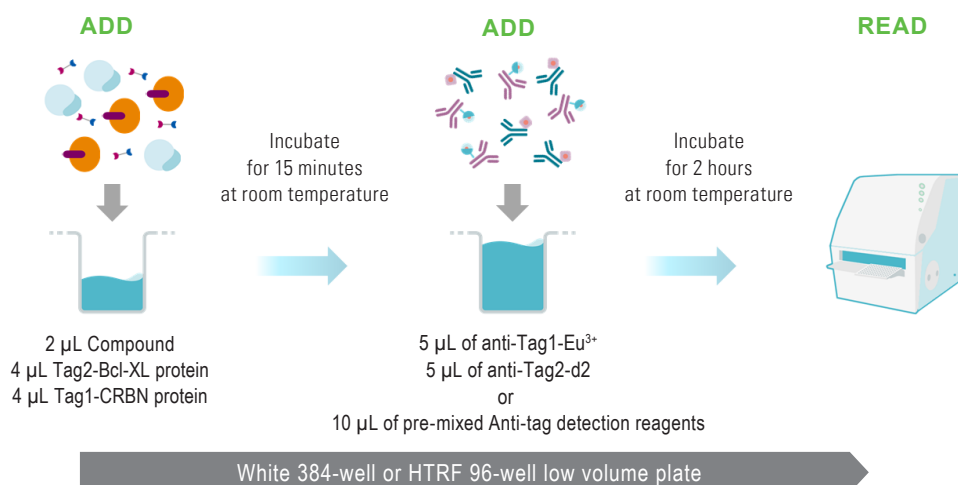 ADD
ADD
READ
Incubate
for 15 minutes
at room temperature
Incubate
for 2 hours
at room temperature
2 µL Compound
4 µL Tag2-Bcl-XL protein
4 µL Tag1-CRBN protein
5 µL of anti-Tag1-Eu³⁺
5 µL of anti-Tag2-d2
or
10 µL of pre-mixed Anti-tag detection reagents
White 384-well or HTRF 96-well low volume plate